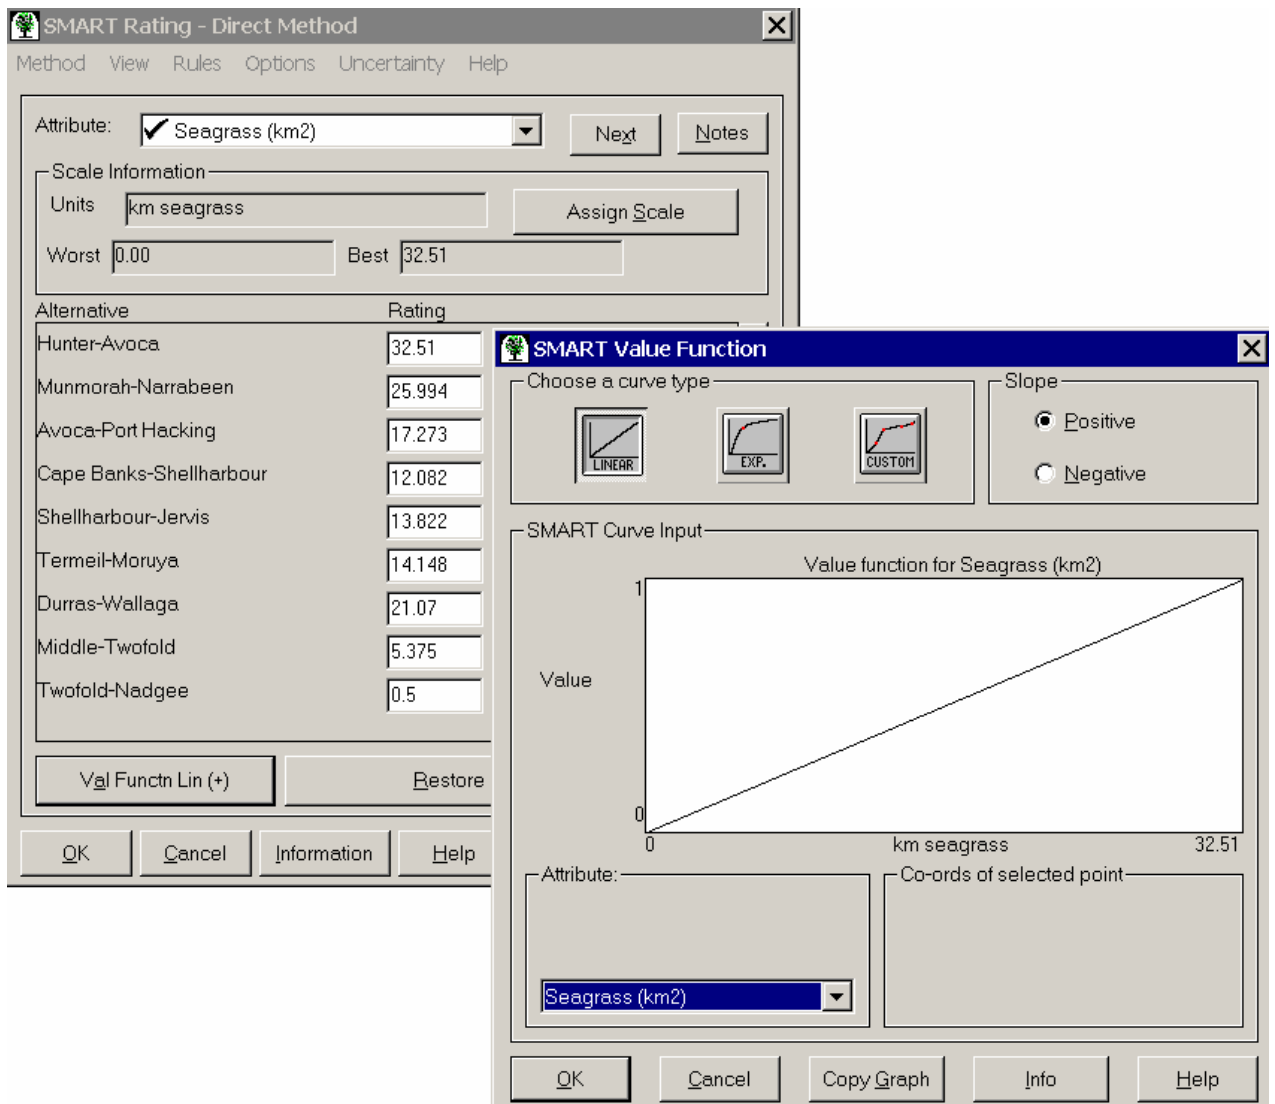 SMART Rating - Direct Method
Method View Rules Options Uncertainty Help
Attribute: Seagrass (km2) Next Notes
Scale Information
Units km seagrass Assign Scale
Worst 0.00 Best 32.51
Alternative Rating
Hunter-Avoca 32.51
Munmorah-Narrabeen 25.994
Avoca-Port Hacking 17.273
Cape Banks-Shellharbour 12.082
Shellharbour-Jervis 13.822
Termeil-Moruya 14.148
Durras-Wallaga 21.07
Middle-Twofold 5.375
Twofold-Nadgee 0.5
Val Functn Lin (+) Restore
OK Cancel Information Help
SMART Value Function
Choose a curve type Slope
LINEAR EXP. CUSTOM
Positive
Negative
SMART Curve Input
Value function for Seagrass (km2)
1
Value
0
0 km seagrass 32.51
Attribute: Co-ords of selected point
Seagrass (km2)
OK Cancel Copy Graph Info Help